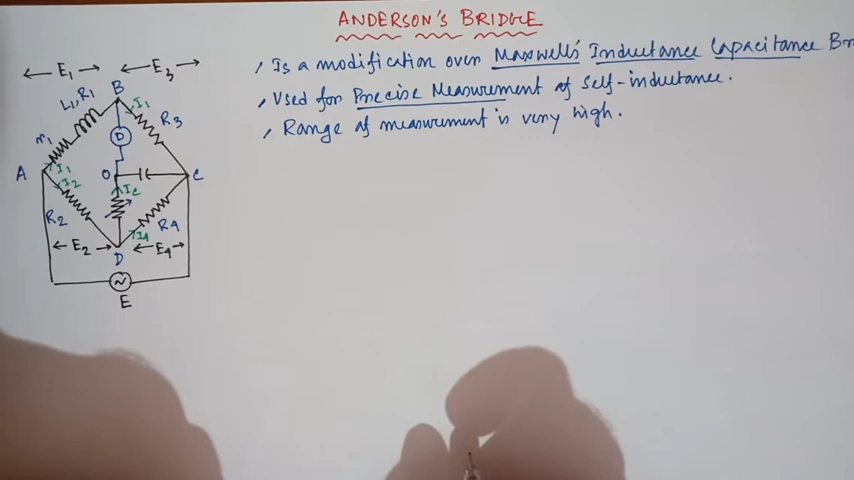 ANDERSON'S BRIDGE
, Is a modification over Maxwell's Inductance Capacitance Br
, Used for Precise Measurement of self-inductance.
, Range of measurement is very high.
E1 E3
B
L1, R1
I1
R3
D
r1
A
I1
I2
O
C
Ic
R2
R4
I4
E2
E4
D
E